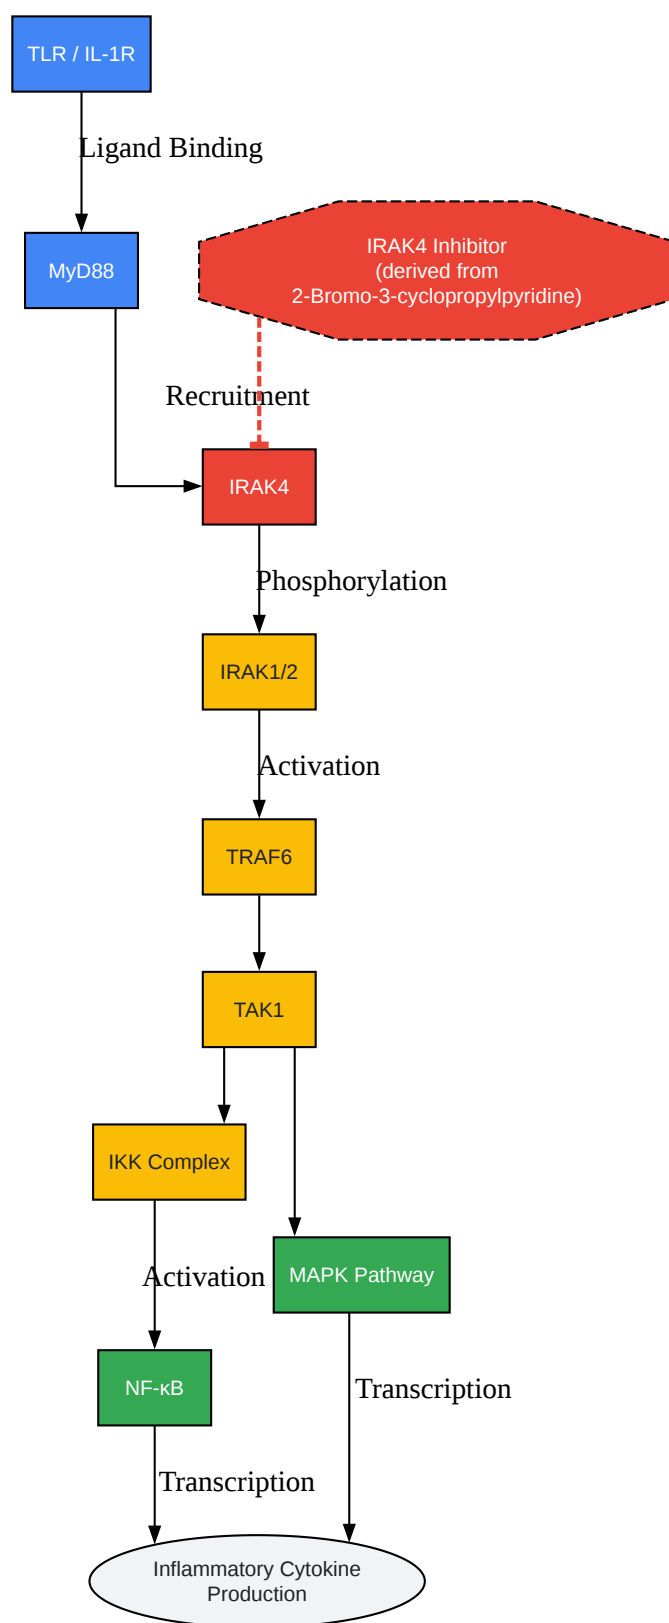 TLR / IL-1R
Ligand Binding
MyD88
IRAK4 Inhibitor
(derived from
2-Bromo-3-cyclopropylpyridine)
Recruitment
IRAK4
Phosphorylation
IRAK1/2
Activation
TRAF6
TAK1
IKK Complex
Activation
MAPK Pathway
NF-κB
Transcription
Transcription
Inflammatory Cytokine
Production